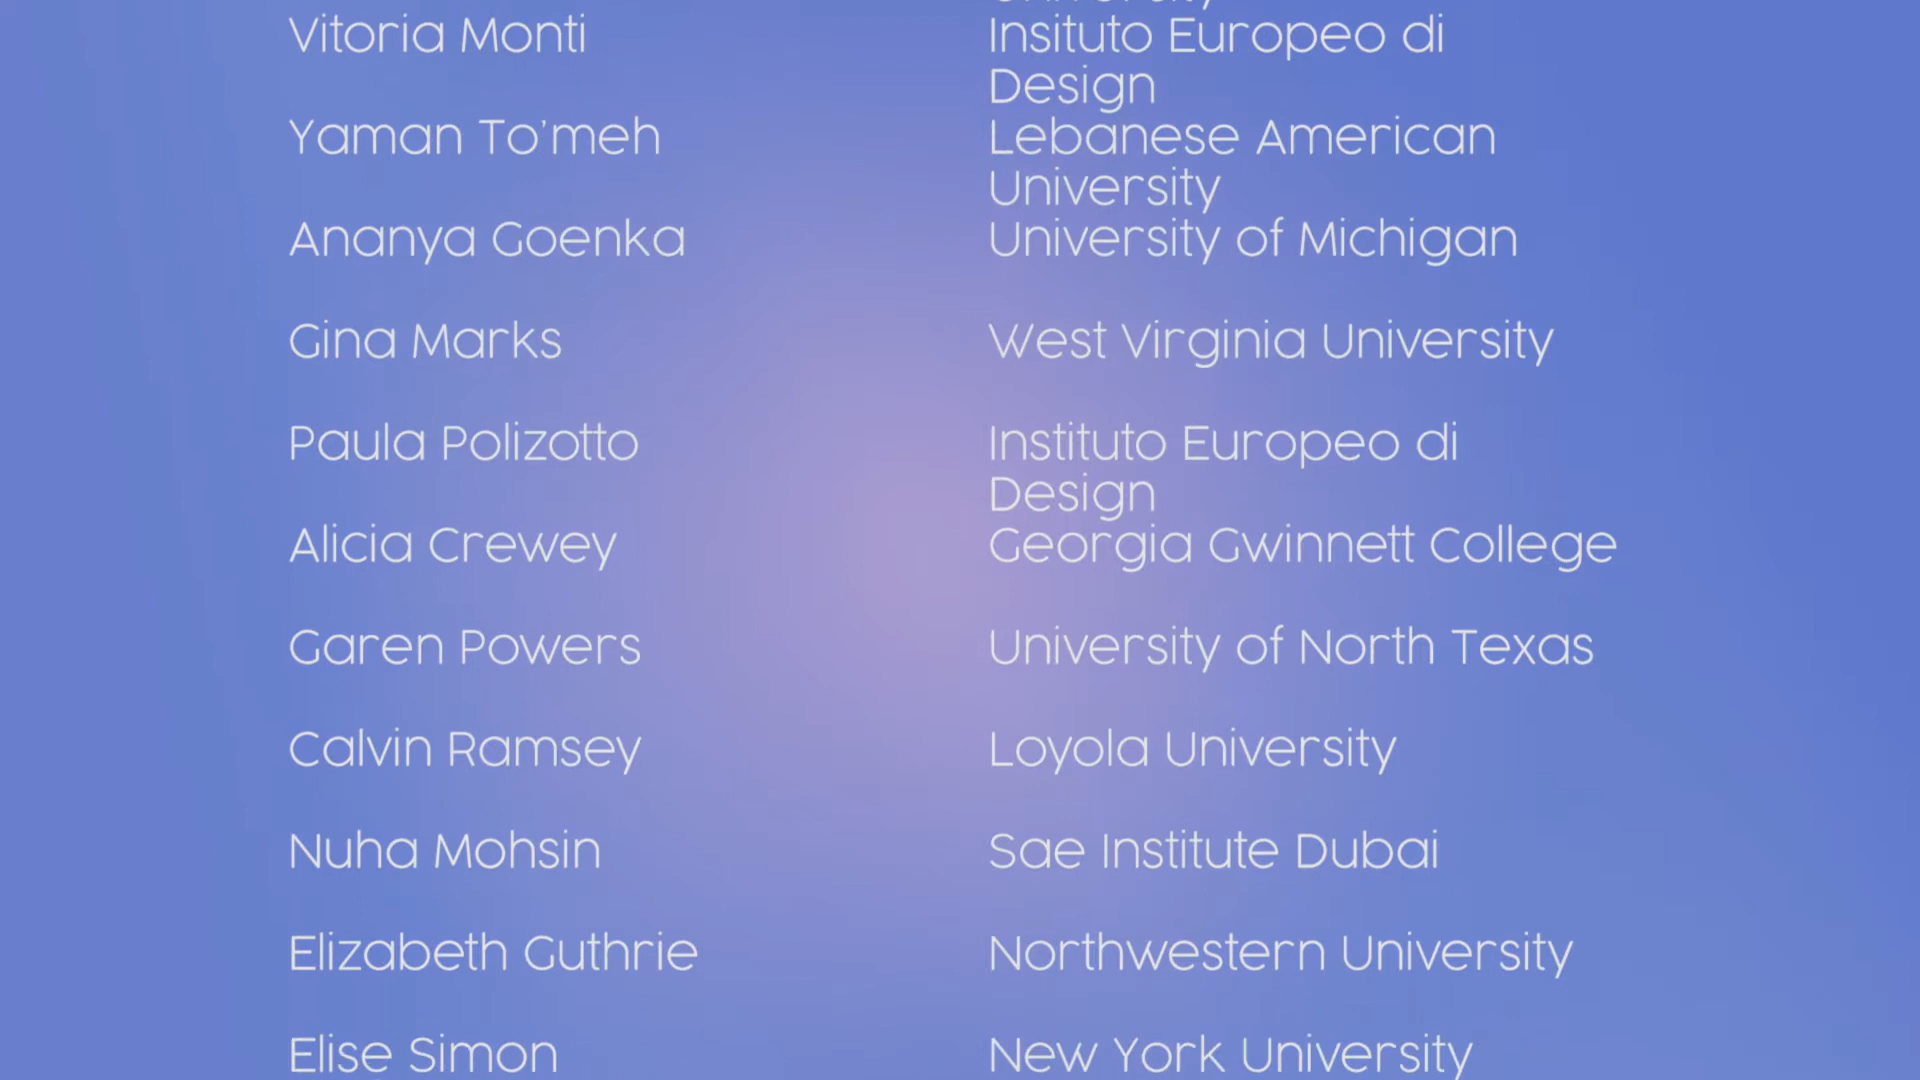 Vitoria Monti Insituto Europeo di
Design
Yaman To'meh Lebanese American
University
Ananya Goenka University of Michigan
Gina Marks West Virginia University
Paula Polizotto Instituto Europeo di
Design
Alicia Crewey Georgia Gwinnett College
Garen Powers University of North Texas
Calvin Ramsey Loyola University
Nuha Mohsin Sae Institute Dubai
Elizabeth Guthrie Northwestern University
Elise Simon New York University